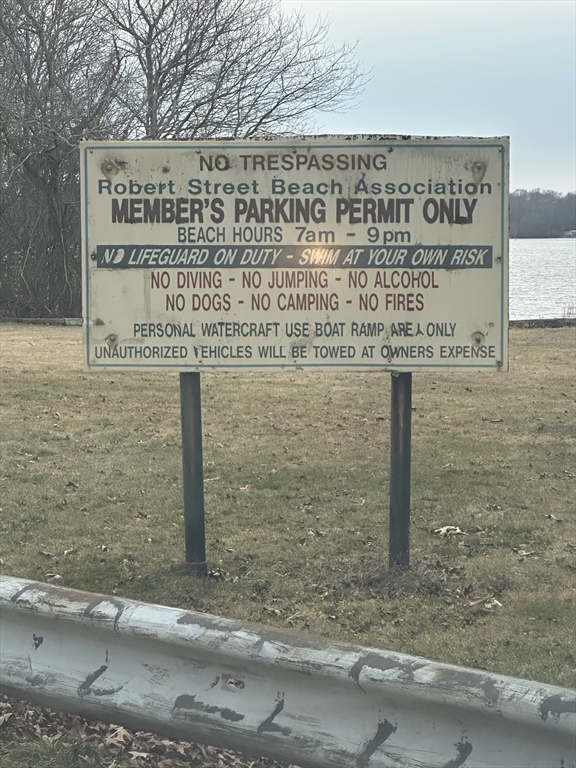 NO TRESPASSING
Robert Street Beach Association
MEMBER'S PARKING PERMIT ONLY
BEACH HOURS 7am - 9pm
NO LIFEGUARD ON DUTY - SWIM AT YOUR OWN RISK
NO DIVING - NO JUMPING - NO ALCOHOL
NO DOGS - NO CAMPING - NO FIRES
PERSONAL WATERCRAFT USE BOAT RAMP AREA ONLY
UNAUTHORIZED VEHICLES WILL BE TOWED AT OWNERS EXPENSE